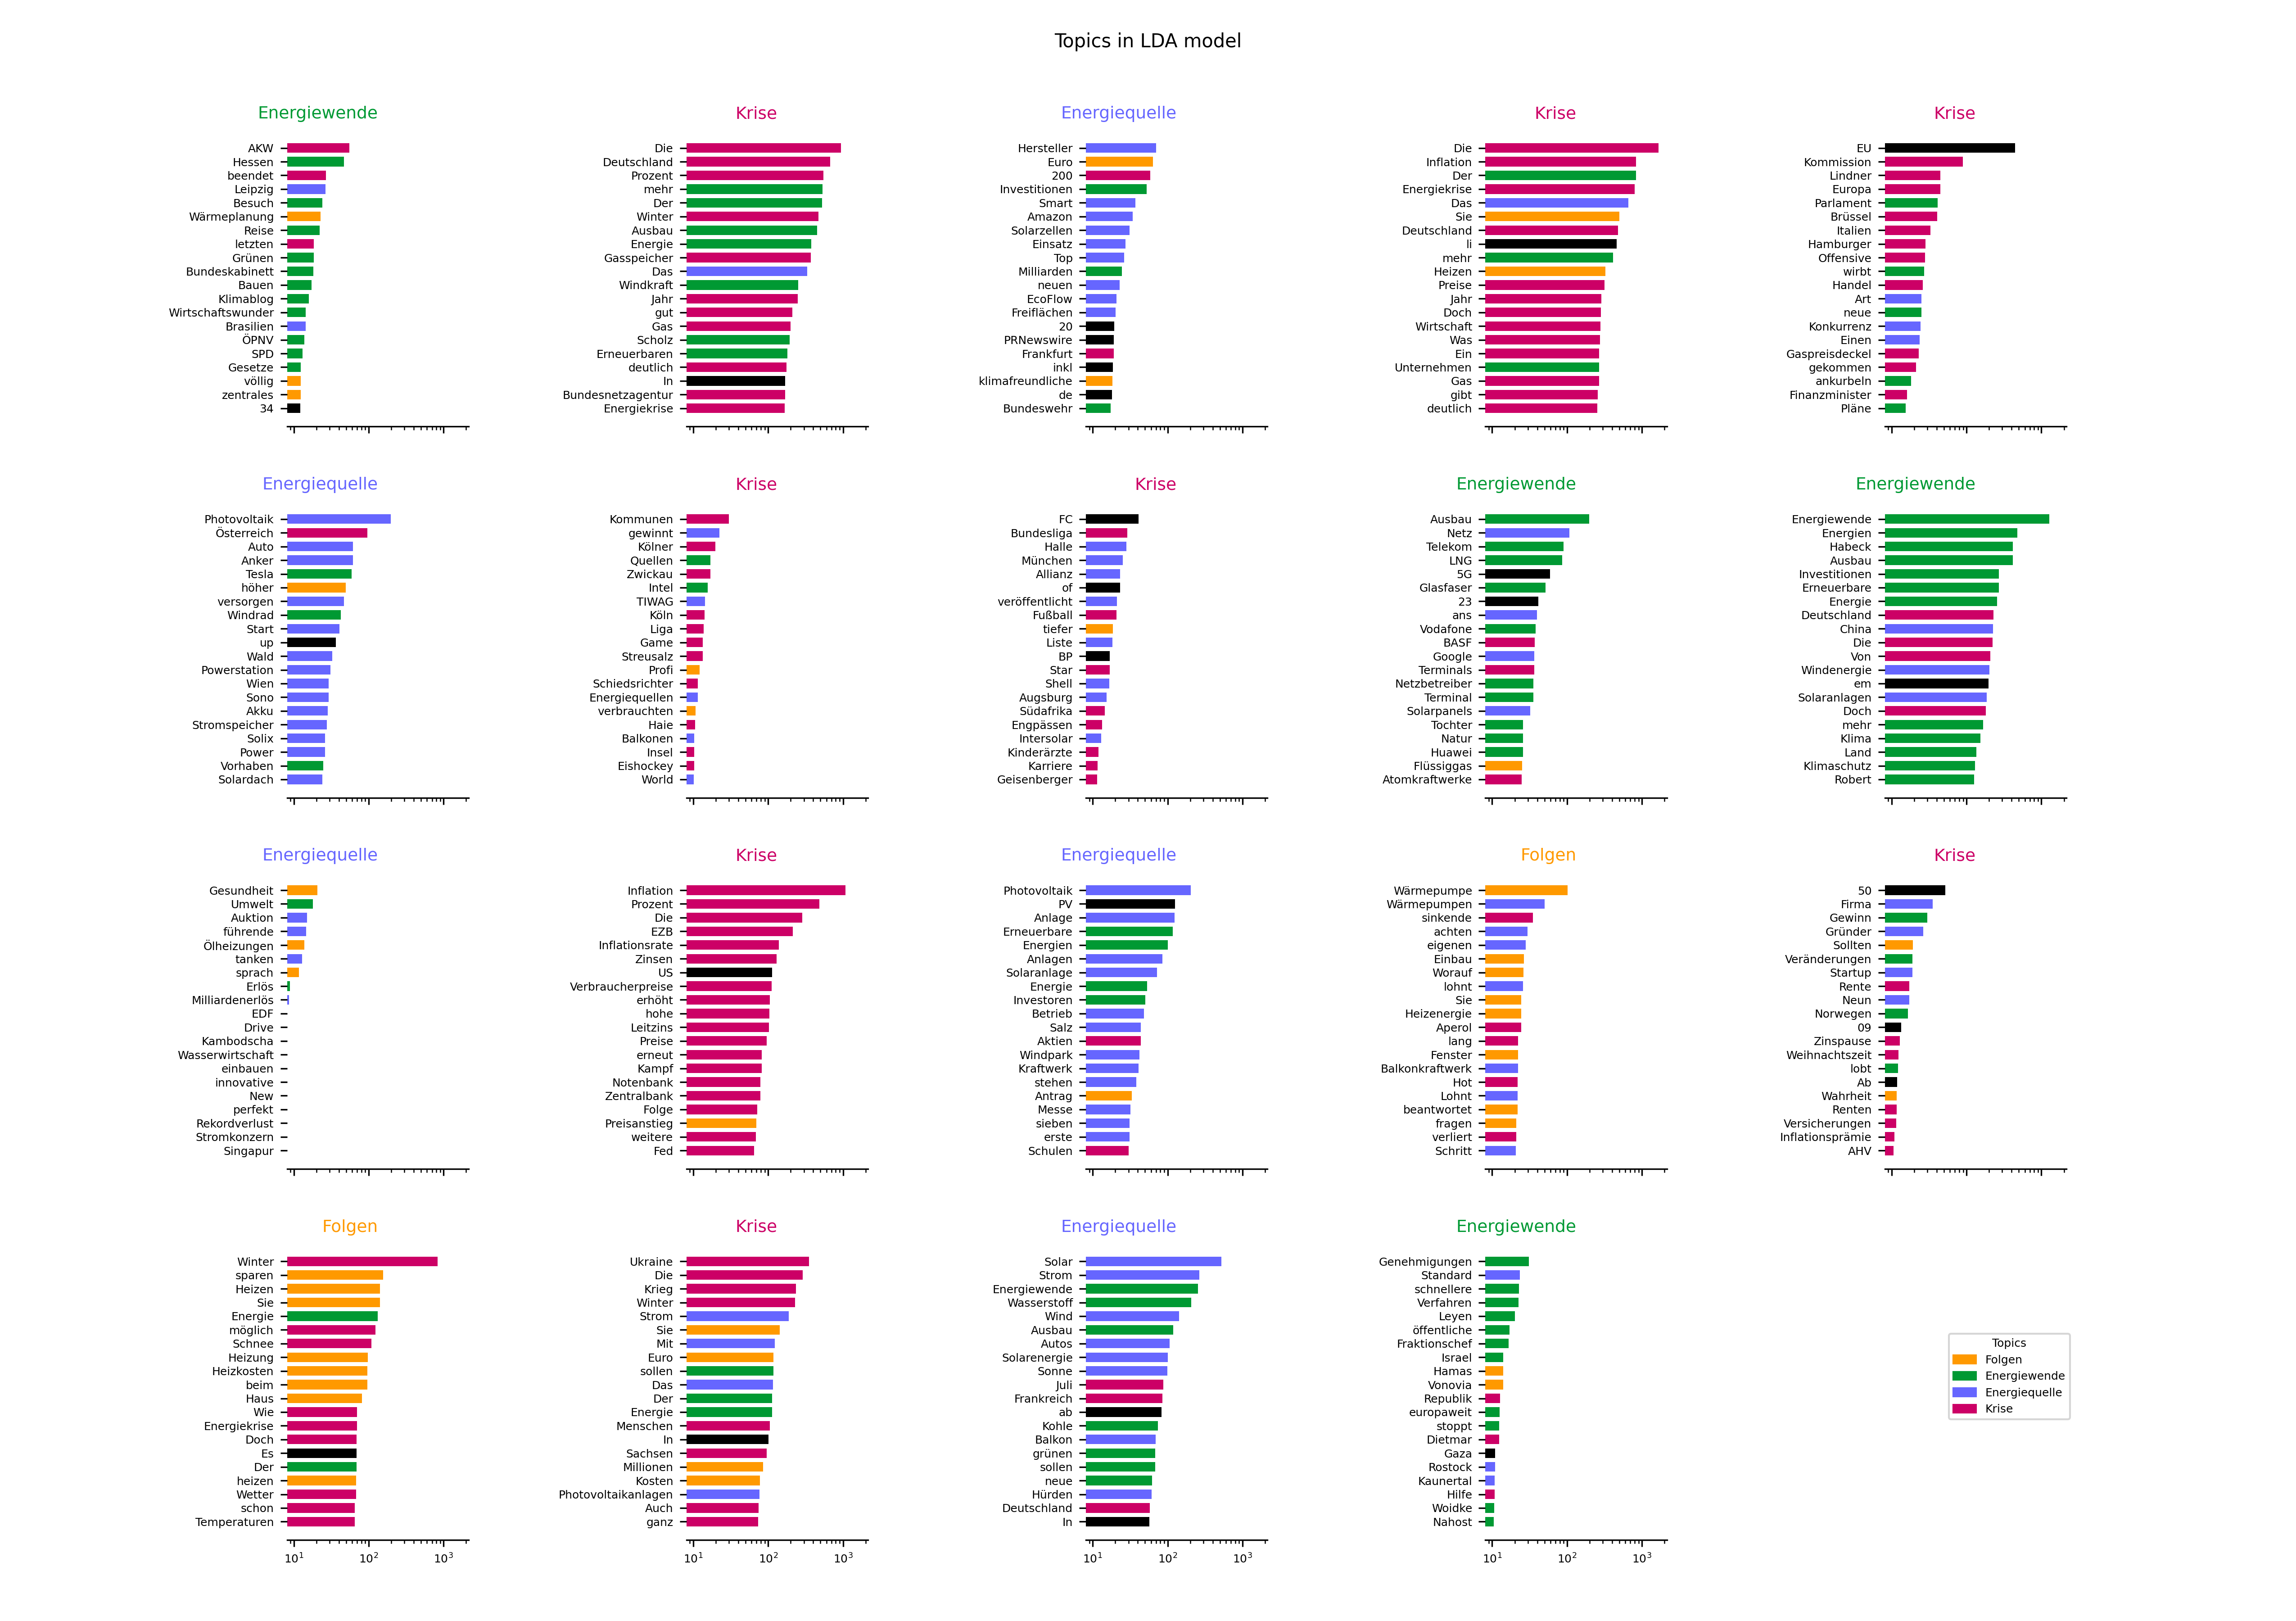 Topics in LDA model
Energiewende
AKW
Hessen
beendet
Leipzig
Besuch
Wärmeplanung
Reise
letzten
Grünen
Bundeskabinett
Bauen
Klimablog
Wirtschaftswunder
Brasilien
ÖPNV
SPD
Gesetze
völlig
zentrales
34
Krise
Die
Deutschland
Prozent
mehr
Der
Winter
Ausbau
Energie
Gasspeicher
Das
Windkraft
Jahr
gut
Gas
Scholz
Erneuerbaren
deutlich
In
Bundesnetzagentur
Energiekrise
Energiequelle
Hersteller
Euro
200
Investitionen
Smart
Amazon
Solarzellen
Einsatz
Top
Milliarden
neuen
EcoFlow
Freiflächen
20
PRNewswire
Frankfurt
inkl
klimafreundliche
de
Bundeswehr
Krise
Die
Inflation
Der
Energiekrise
Das
Sie
Deutschland
li
mehr
Heizen
Preise
Jahr
Doch
Wirtschaft
Was
Ein
Unternehmen
Gas
gibt
deutlich
Krise
EU
Kommission
Lindner
Europa
Parlament
Brüssel
Italien
Hamburger
Offensive
wirbt
Handel
Art
neue
Konkurrenz
Einen
Gaspreisdeckel
gekommen
ankurbeln
Finanzminister
Pläne
Energiequelle
Photovoltaik
Österreich
Auto
Anker
Tesla
höher
versorgen
Windrad
Start
up
Wald
Powerstation
Wien
Sono
Akku
Stromspeicher
Solix
Power
Vorhaben
Solardach
Krise
Kommunen
gewinnt
Kölner
Quellen
Zwickau
Intel
TIWAG
Köln
Liga
Game
Streusalz
Profi
Schiedsrichter
Energiequellen
verbrauchten
Haie
Balkonen
Insel
Eishockey
World
Krise
FC
Bundesliga
Halle
München
Allianz
of
veröffentlicht
Fußball
tiefer
Liste
BP
Star
Shell
Augsburg
Südafrika
Engpässen
Intersolar
Kinderärzte
Karriere
Geisenberger
Energiewende
Ausbau
Netz
Telekom
LNG
5G
Glasfaser
23
ans
Vodafone
BASF
Google
Terminals
Netzbetreiber
Terminal
Solarpanels
Tochter
Natur
Huawei
Flüssiggas
Atomkraftwerke
Energiewende
Energiewende
Energien
Habeck
Ausbau
Investitionen
Erneuerbare
Energie
Deutschland
China
Die
Von
Windenergie
em
Solaranlagen
Doch
mehr
Klima
Land
Klimaschutz
Robert
Energiequelle
Gesundheit
Umwelt
Auktion
führende
Ölheizungen
tanken
sprach
Erlös
Milliardenerlös
EDF
Drive
Kambodscha
Wasserwirtschaft
einbauen
innovative
New
perfekt
Rekordverlust
Stromkonzern
Singapur
Krise
Inflation
Prozent
Die
EZB
Inflationsrate
Zinsen
US
Verbraucherpreise
erhöht
hohe
Leitzins
Preise
erneut
Kampf
Notenbank
Zentralbank
Folge
Preisanstieg
weitere
Fed
Energiequelle
Photovoltaik
PV
Anlage
Erneuerbare
Energien
Anlagen
Solaranlage
Energie
Investoren
Betrieb
Salz
Aktien
Windpark
Kraftwerk
stehen
Antrag
Messe
sieben
erste
Schulen
Folgen
Wärmepumpe
Wärmepumpen
sinkende
achten
eigenen
Einbau
Worauf
lohnt
Sie
Heizenergie
Aperol
lang
Fenster
Balkonkraftwerk
Hot
Lohnt
beantwortet
fragen
verliert
Schritt
Krise
50
Firma
Gewinn
Gründer
Sollten
Veränderungen
Startup
Rente
Neun
Norwegen
09
Zinspause
Weihnachtszeit
lobt
Ab
Wahrheit
Renten
Versicherungen
Inflationsprämie
AHV
Folgen
Winter
sparen
Heizen
Sie
Energie
möglich
Schnee
Heizung
Heizkosten
beim
Haus
Wie
Energiekrise
Doch
Es
Der
heizen
Wetter
schon
Temperaturen
10¹ 10² 10³
Krise
Ukraine
Die
Krieg
Winter
Strom
Sie
Mit
Euro
sollen
Das
Der
Energie
Menschen
In
Sachsen
Millionen
Kosten
Photovoltaikanlagen
Auch
ganz
10¹ 10² 10³
Energiequelle
Solar
Strom
Energiewende
Wasserstoff
Wind
Ausbau
Autos
Solarenergie
Sonne
Juli
Frankreich
ab
Kohle
Balkon
grünen
sollen
neue
Hürden
Deutschland
In
10¹ 10² 10³
Energiewende
Genehmigungen
Standard
schnellere
Verfahren
Leyen
öffentliche
Fraktionschef
Israel
Hamas
Vonovia
Republik
europaweit
stoppt
Dietmar
Gaza
Rostock
Kaunertal
Hilfe
Woidke
Nahost
10¹ 10² 10³
Topics
Folgen
Energiewende
Energiequelle
Krise